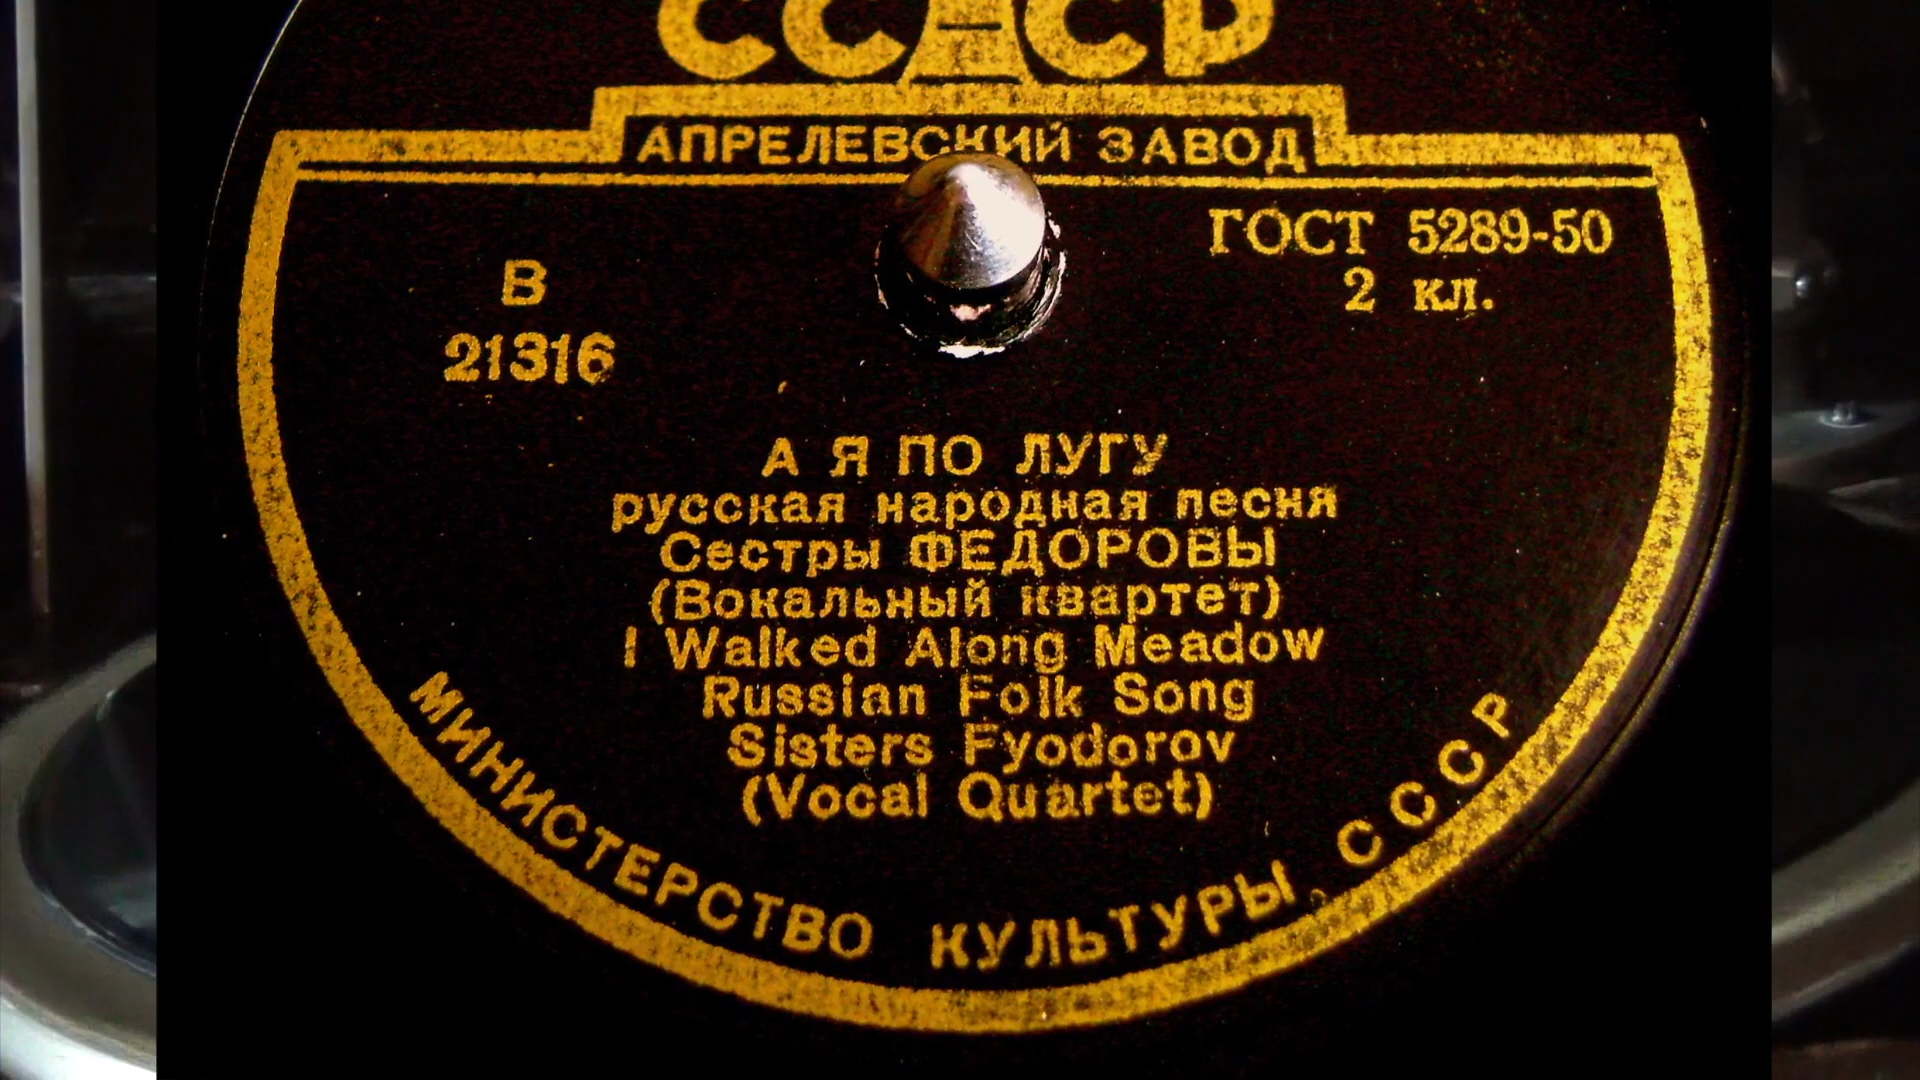 СССР
АПРЕЛЕВСКИЙ ЗАВОД
ГОСТ 5289-50
2 кл.
В
21316
А Я ПО ЛУГУ
русская народная песня
Сестры ФЕДОРОВЫ
(Вокальный квартет)
I Walked Along Meadow
Russian Folk Song
Sisters Fyodorov
(Vocal Quartet)
МИНИСТЕРСТВО КУЛЬТУРЫ СССР